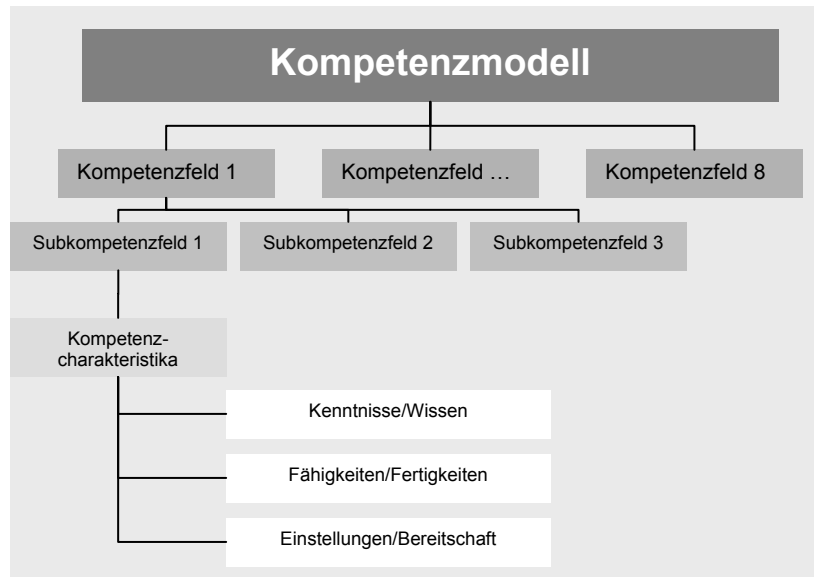 Kompetenzmodell
Kompetenzfeld 1
Kompetenzfeld …
Kompetenzfeld 8
Subkompetenzfeld 1
Subkompetenzfeld 2
Subkompetenzfeld 3
Kompetenz-
charakteristika
Kenntnisse/Wissen
Fähigkeiten/Fertigkeiten
Einstellungen/Bereitschaft